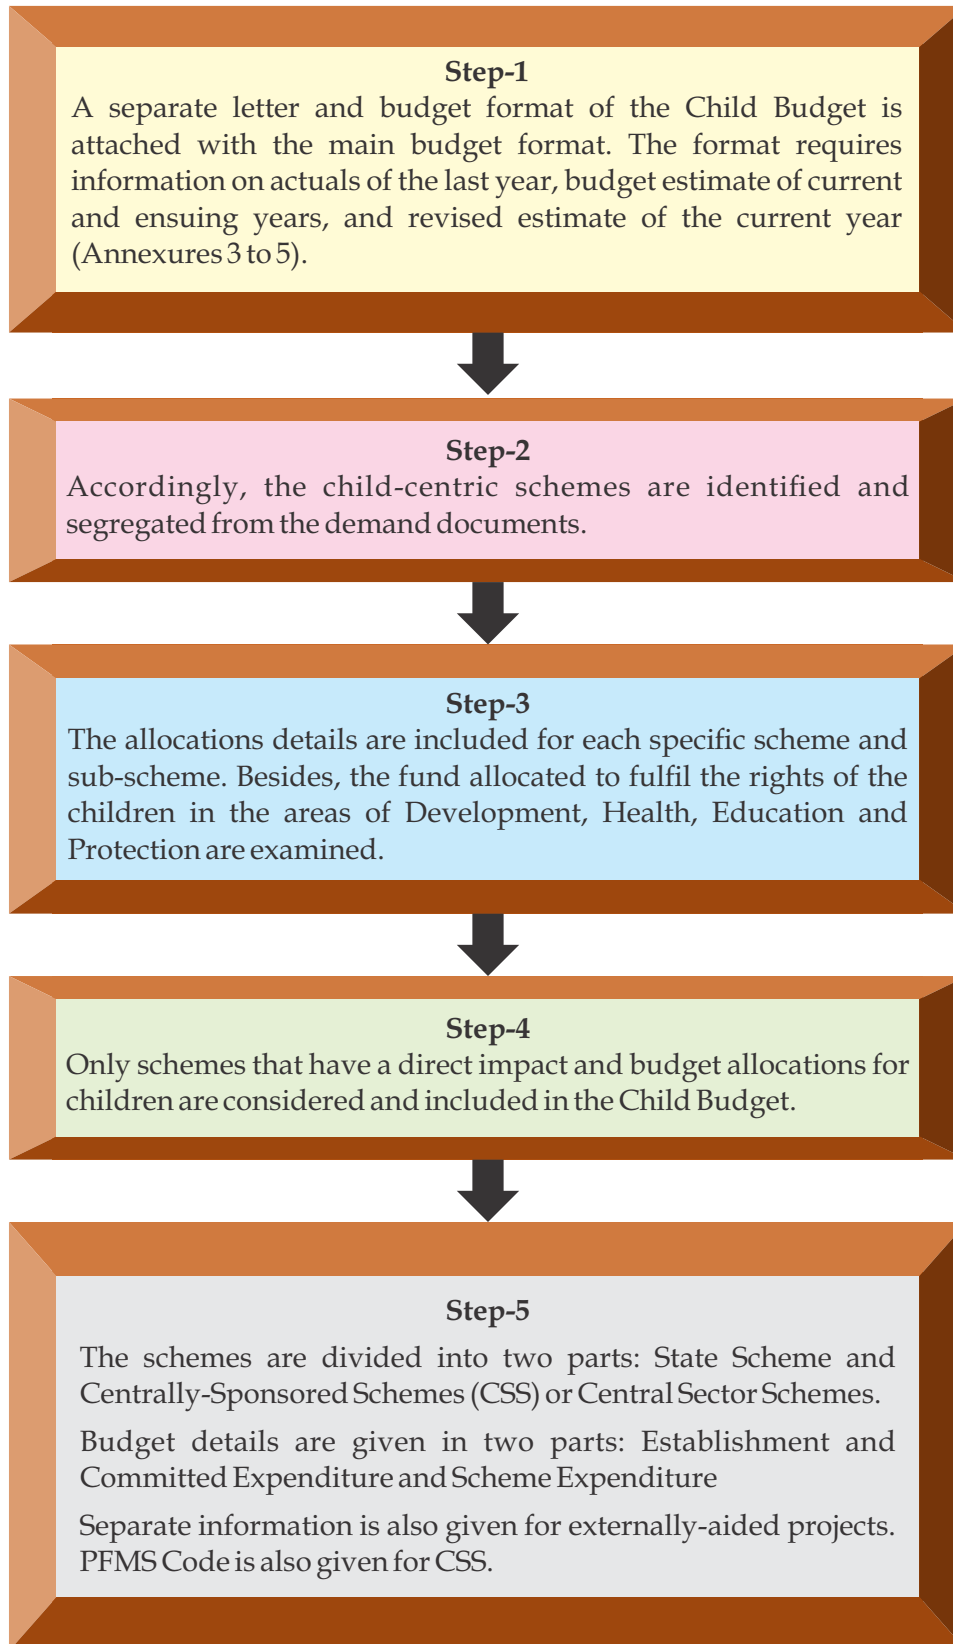 Step-1
A separate letter and budget format of the Child Budget is
attached with the main budget format. The format requires
information on actuals of the last year, budget estimate of current
and ensuing years, and revised estimate of the current year
(Annexures 3 to 5).
Step-2
Accordingly, the child-centric schemes are identified and
segregated from the demand documents.
Step-3
The allocations details are included for each specific scheme and
sub-scheme. Besides, the fund allocated to fulfil the rights of the
children in the areas of Development, Health, Education and
Protection are examined.
Step-4
Only schemes that have a direct impact and budget allocations for
children are considered and included in the Child Budget.
Step-5
The schemes are divided into two parts: State Scheme and
Centrally-Sponsored Schemes (CSS) or Central Sector Schemes.
Budget details are given in two parts: Establishment and
Committed Expenditure and Scheme Expenditure
Separate information is also given for externally-aided projects.
PFMS Code is also given for CSS.